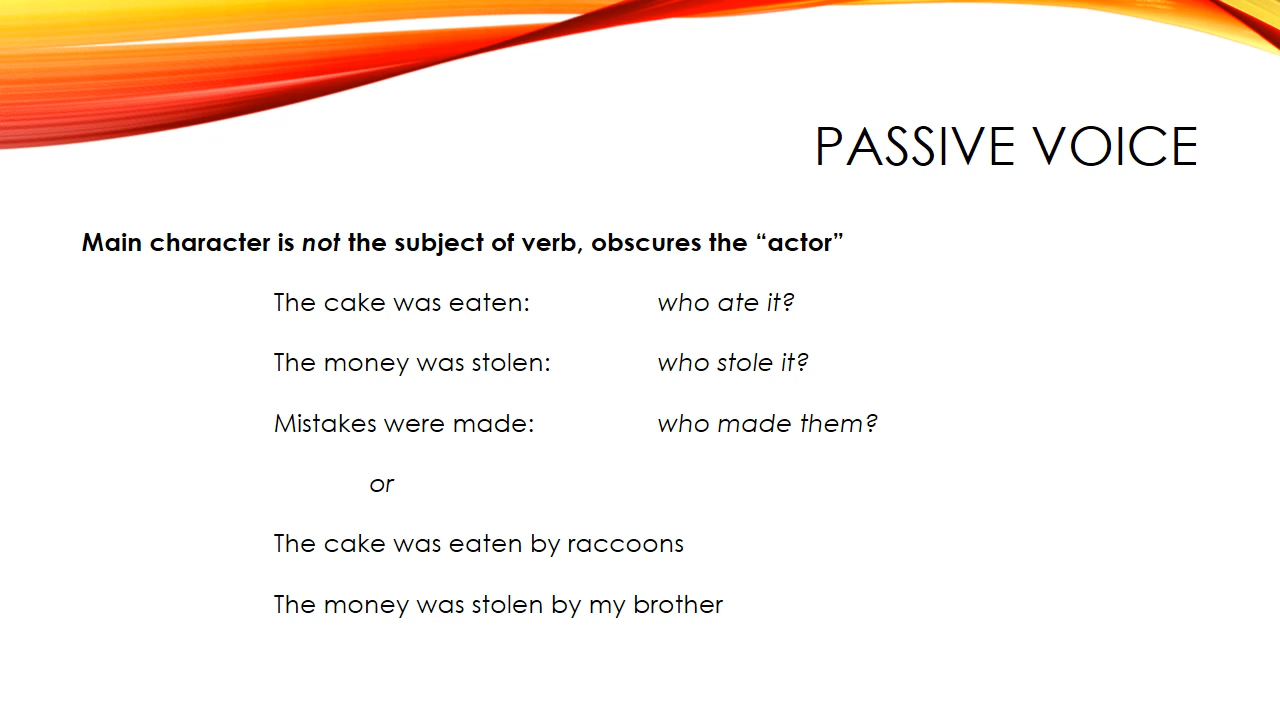 PASSIVE VOICE
Main character is not the subject of verb, obscures the “actor”
The cake was eaten: who ate it?
The money was stolen: who stole it?
Mistakes were made: who made them?
or
The cake was eaten by raccoons
The money was stolen by my brother